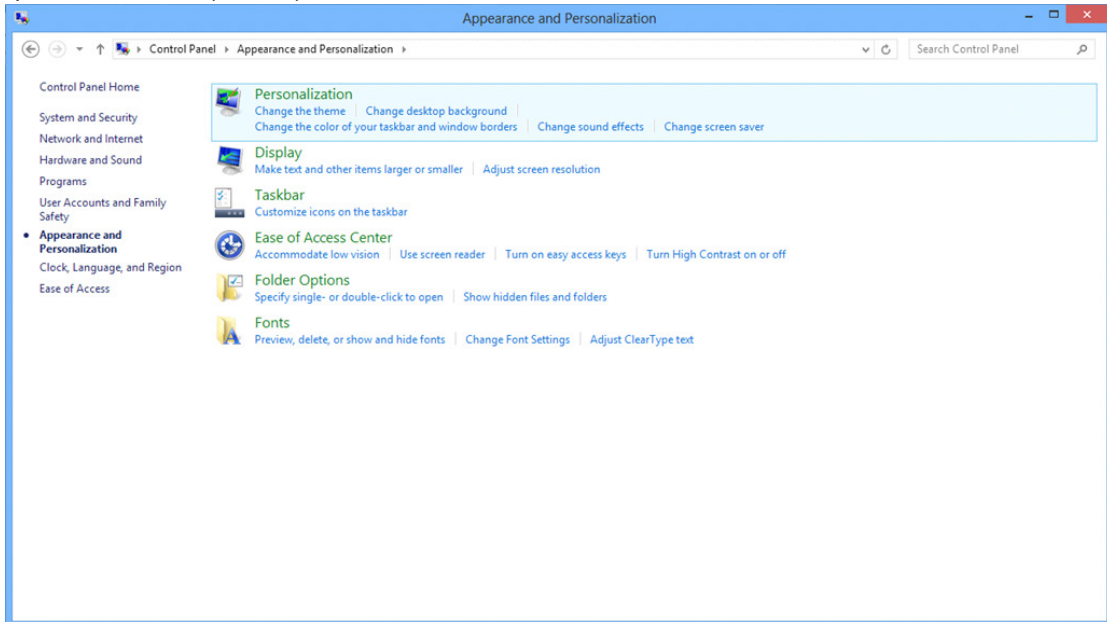 Appearance and Personalization
Control Panel Appearance and Personalization
Search Control Panel
Control Panel Home
System and Security
Network and Internet
Hardware and Sound
Programs
User Accounts and Family
Safety
Appearance and
Personalization
Clock, Language, and Region
Ease of Access
Personalization
Change the theme Change desktop background
Change the color of your taskbar and window borders Change sound effects Change screen saver
Display
Make text and other items larger or smaller Adjust screen resolution
Taskbar
Customize icons on the taskbar
Ease of Access Center
Accommodate low vision Use screen reader Turn on easy access keys Turn High Contrast on or off
Folder Options
Specify single- or double-click to open Show hidden files and folders
Fonts
Preview, delete, or show and hide fonts Change Font Settings Adjust ClearType text